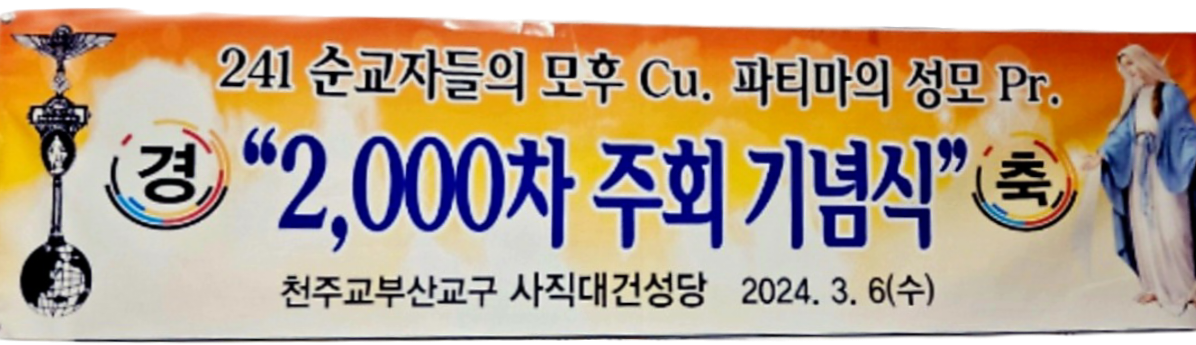 241 순교자들의 모후 Cu. 파티마의 성모 Pr.
경 “2,000차 주회 기념식” 축
천주교부산교구 사직대건성당 2024. 3. 6(수)